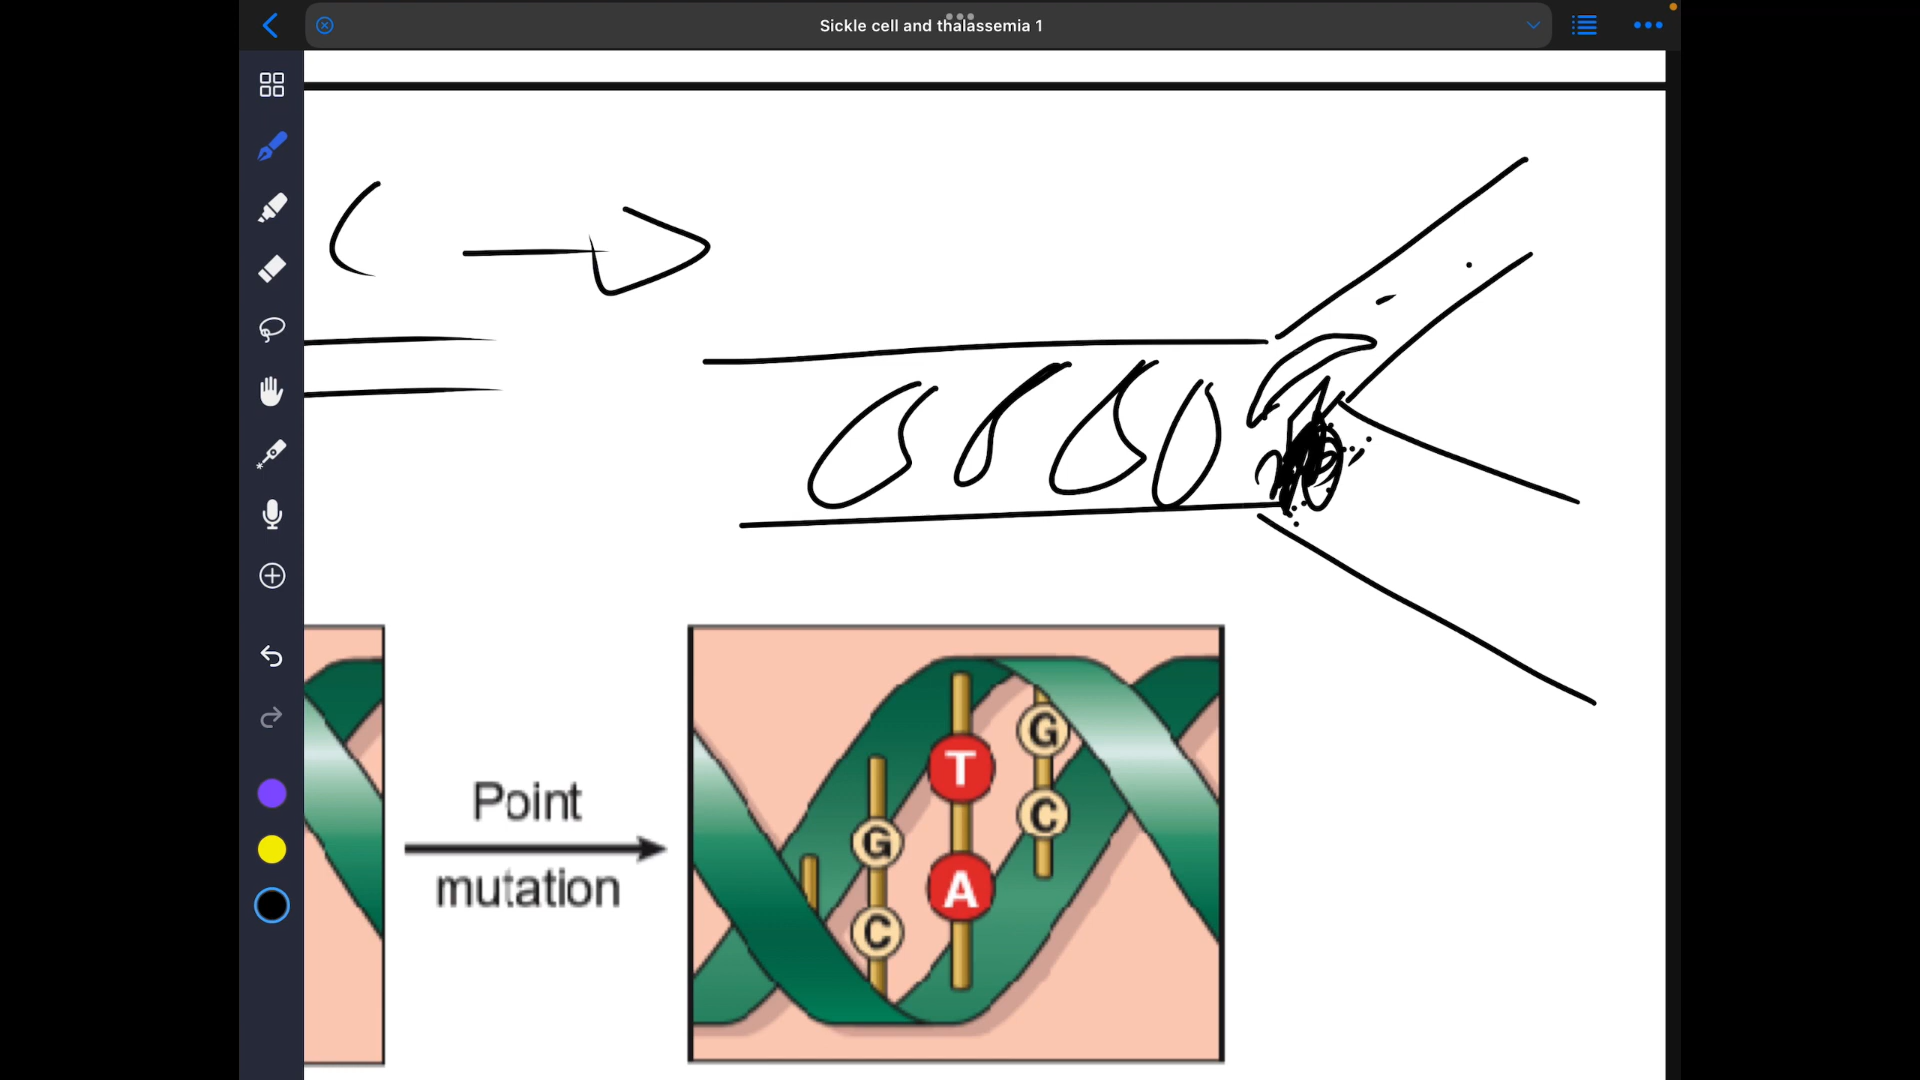 Sickle cell and thalassemia 1
Point
mutation
T
G
G
C
A
C